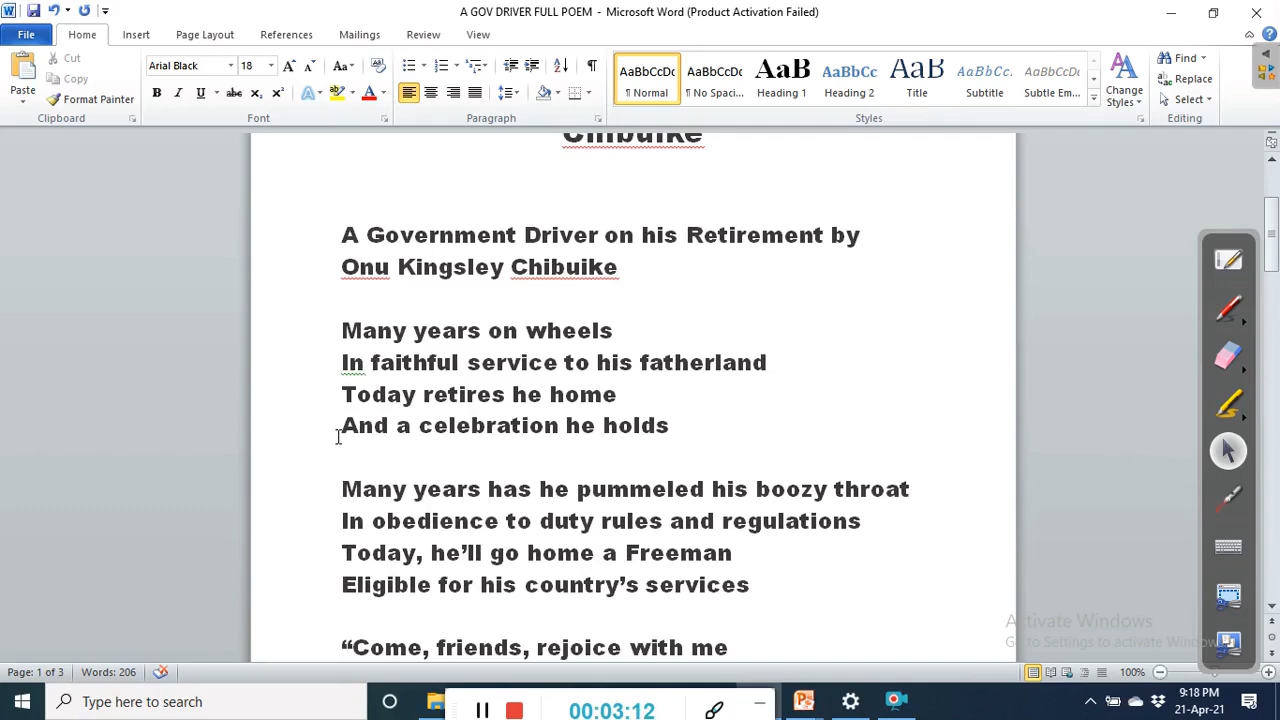 A GOV DRIVER FULL POEM - Microsoft Word (Product Activation Failed)
File Home Insert Page Layout References Mailings Review View
Paste
Cut
Copy
Format Painter
Clipboard
Arial Black 18
Font
Paragraph
AaBbCcDc AaBbCcDc AaB AaBbCc AaB AaBbCcDc AaBbCcDc
¶ Normal ¶ No Spaci... Heading 1 Heading 2 Title Subtitle Subtle Em...
Styles
Change Styles
Find
Replace
Select
Editing
Chibuike
A Government Driver on his Retirement by
Onu Kingsley Chibuike
Many years on wheels
In faithful service to his fatherland
Today retires he home
And a celebration he holds
Many years has he pummeled his boozy throat
In obedience to duty rules and regulations
Today, he’ll go home a Freeman
Eligible for his country’s services
“Come, friends, rejoice with me
Activate Windows
Go to Settings to activate Windows.
Page: 1 of 3 Words: 206 100%
Type here to search
00:03:12
9:18 PM
21-Apr-21